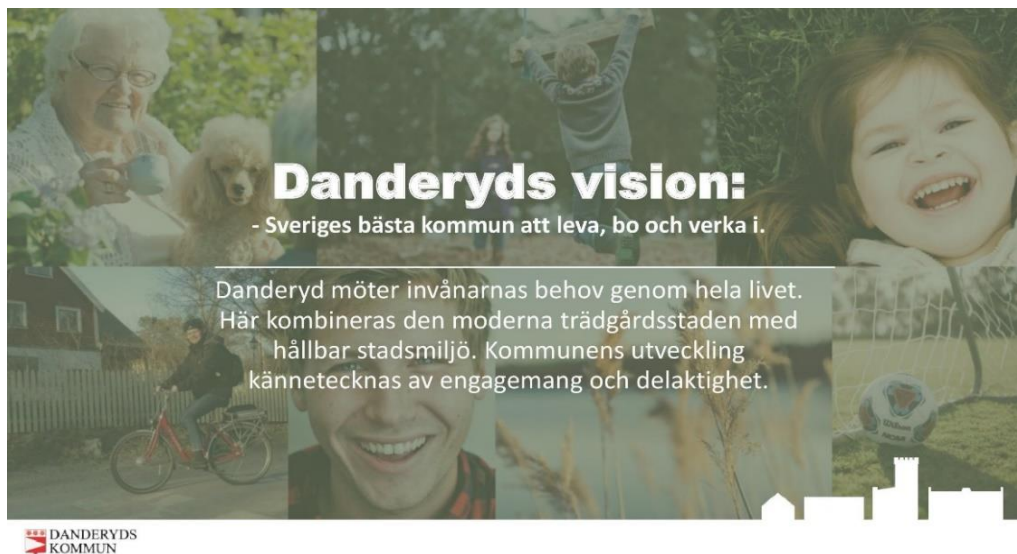 Danderyds vision:
- Sveriges bästa kommun att leva, bo och verka i.
Danderyd möter invånarnas behov genom hela livet.
Här kombineras den moderna trädgårdsstaden med
hållbar stadsmiljö. Kommunens utveckling
kännetecknas av engagemang och delaktighet.
Wilson
DANDERYDS
KOMMUN